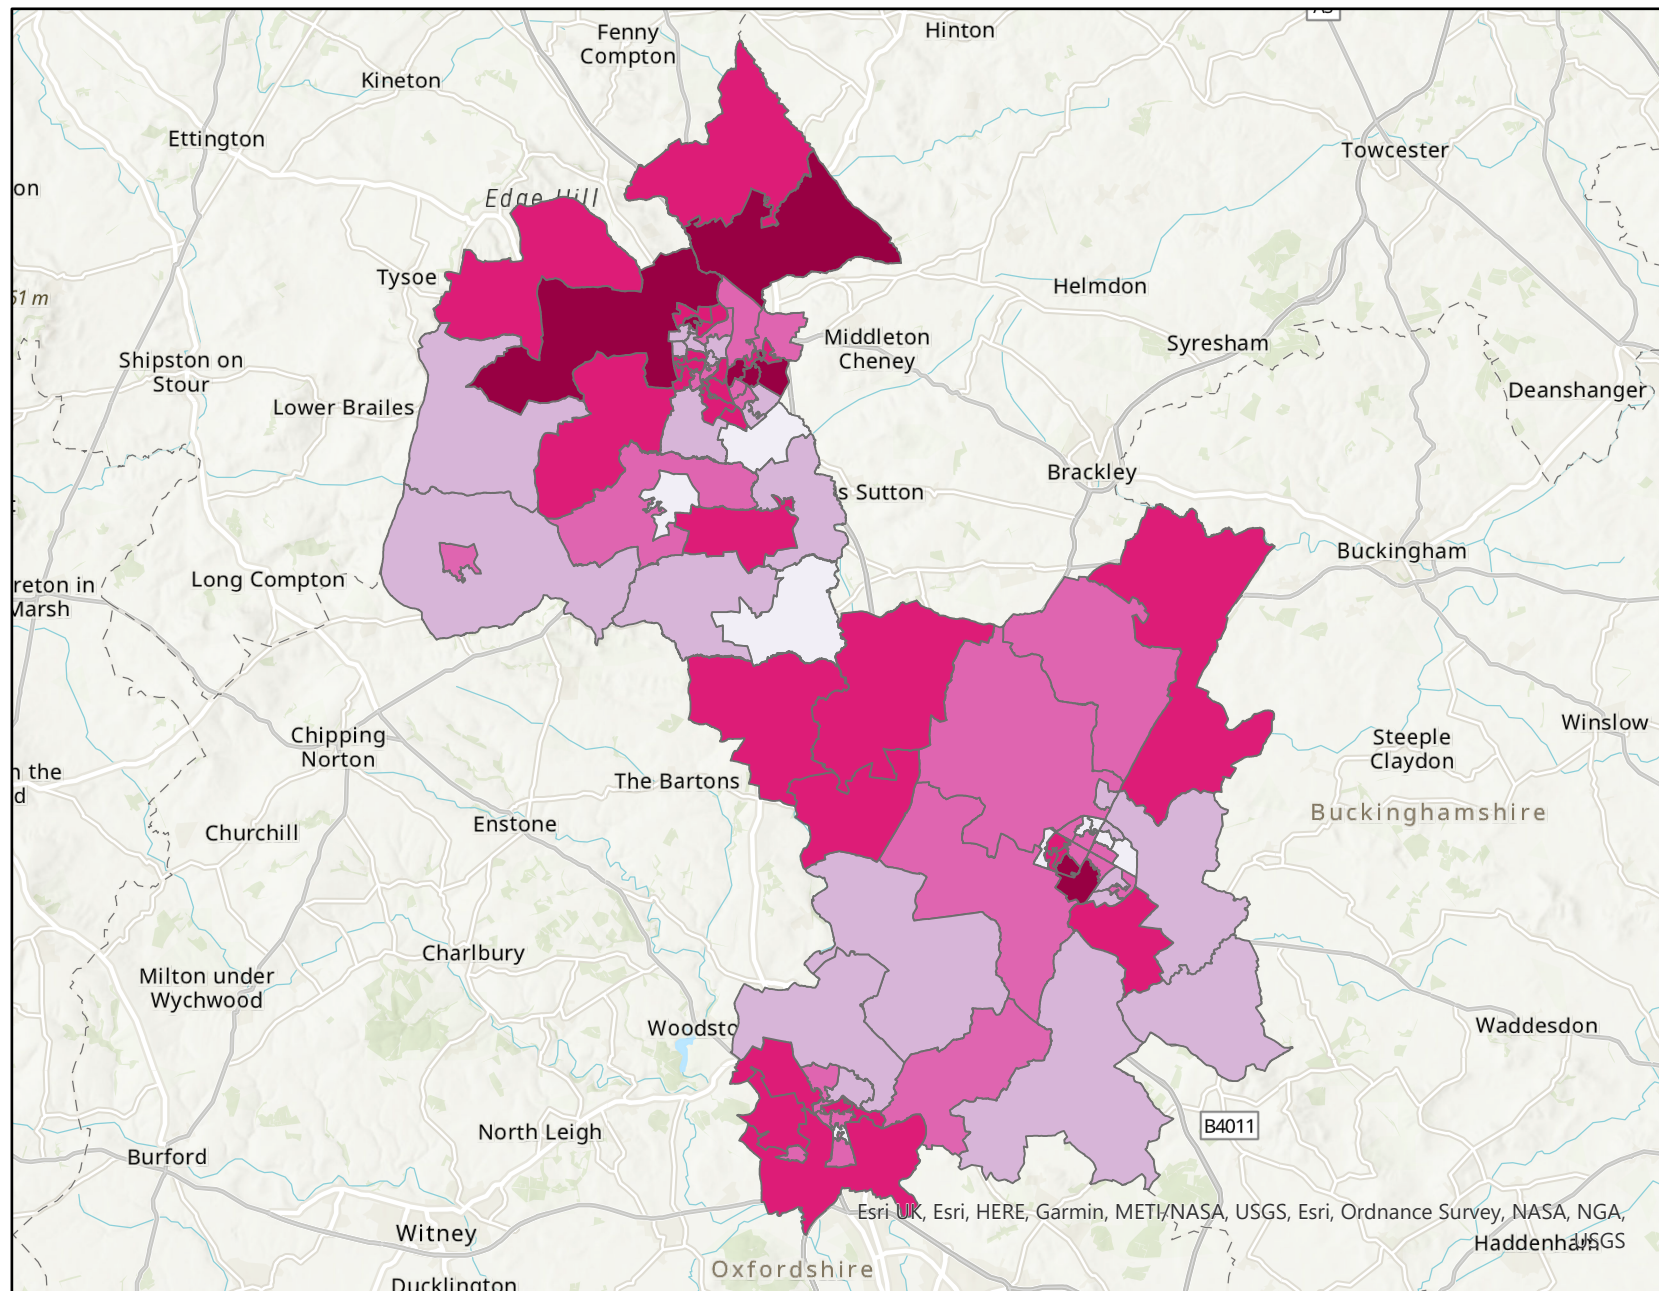 Fenny
Compton
Hinton
Kineton
Ettington
Towcester
on
Edge Hill
Tysoe
Helmdon
51 m
Middleton
Cheney
Syresham
Shipston on
Stour
Deanshanger
Lower Brailes
Brackley
s Sutton
Buckingham
Long Compton
reton in
Marsh
Winslow
Chipping
Norton
Steeple
Claydon
n the
d
The Bartons
Buckinghamshire
Enstone
Churchill
Charlbury
Milton under
Wychwood
Woodsto
Waddesdon
B4011
North Leigh
Burford
Esri UK, Esri, HERE, Garmin, METI/NASA, USGS, Esri, Ordnance Survey, NASA, NGA,
USGS
Witney
Haddenham
Oxfordshire
Ducklington